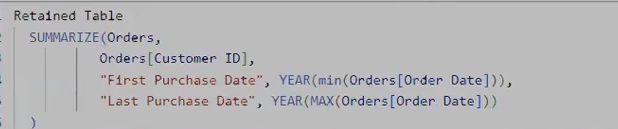 Retained Table
SUMMARIZE(Orders,
Orders[Customer ID],
"First Purchase Date", YEAR(min(Orders[Order Date])),
"Last Purchase Date", YEAR(MAX(Orders[Order Date]))
)